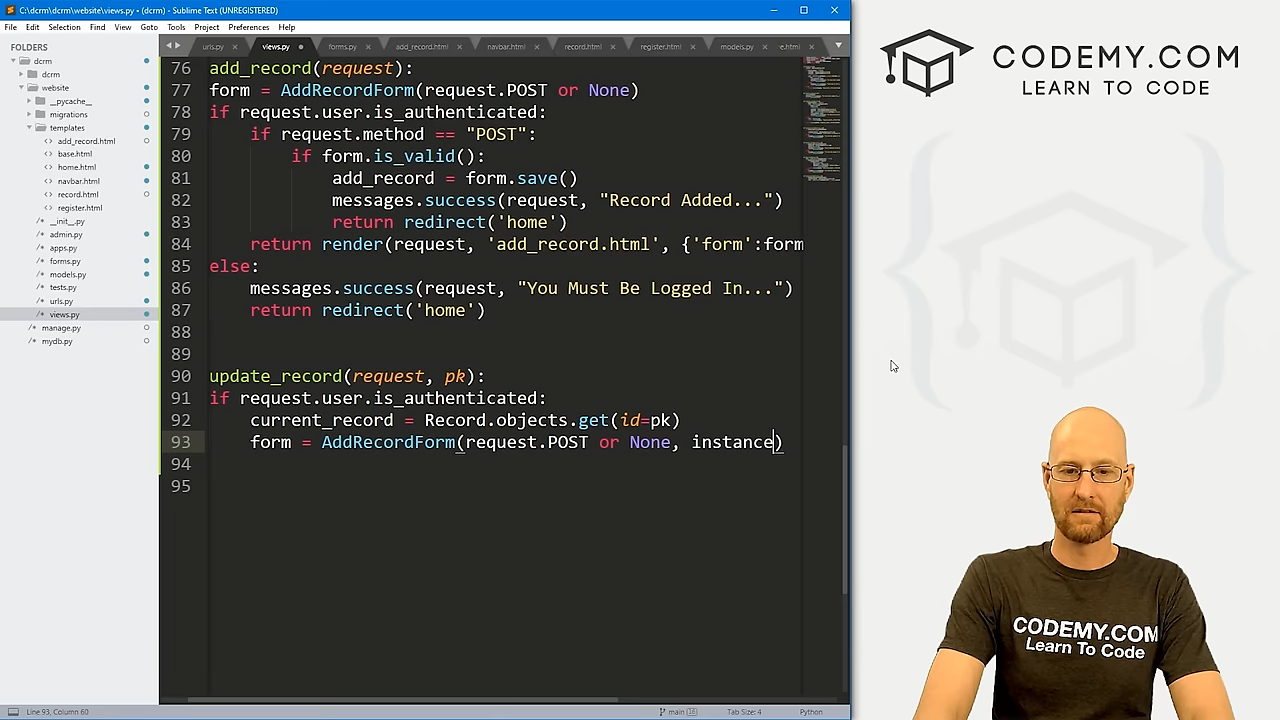 C:\dcrm\dcrm\website\views.py • (dcrm) - Sublime Text (UNREGISTERED)
File Edit Selection Find View Goto Tools Project Preferences Help
FOLDERS
dcrm
dcrm
website
__pycache__
migrations
templates
add_record.html
base.html
home.html
navbar.html
record.html
register.html
__init__.py
admin.py
apps.py
forms.py
models.py
tests.py
urls.py
views.py
manage.py
mydb.py
urls.py views.py forms.py add_record.html navbar.html record.html register.html models.py e.html
76 add_record(request):
77 form = AddRecordForm(request.POST or None)
78 if request.user.is_authenticated:
79 if request.method == "POST":
80 if form.is_valid():
81 add_record = form.save()
82 messages.success(request, "Record Added...")
83 return redirect('home')
84 return render(request, 'add_record.html', {'form':form
85 else:
86 messages.success(request, "You Must Be Logged In...")
87 return redirect('home')
88
89
90 update_record(request, pk):
91 if request.user.is_authenticated:
92 current_record = Record.objects.get(id=pk)
93 form = AddRecordForm(request.POST or None, instance)
94
95
Line 93, Column 60
main 16
Tab Size: 4
Python
CODEMY.COM
LEARN TO CODE
CODEMY.COM
Learn To Code